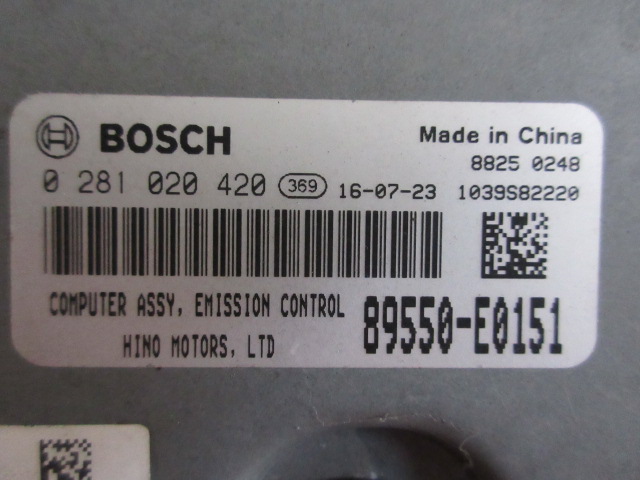 BOSCH
Made in China
8825 0248
0 281 020 420 369 16-07-23 1039S82220
COMPUTER ASSY, EMISSION CONTROL
HINO MOTORS, LTD
89550-E0151